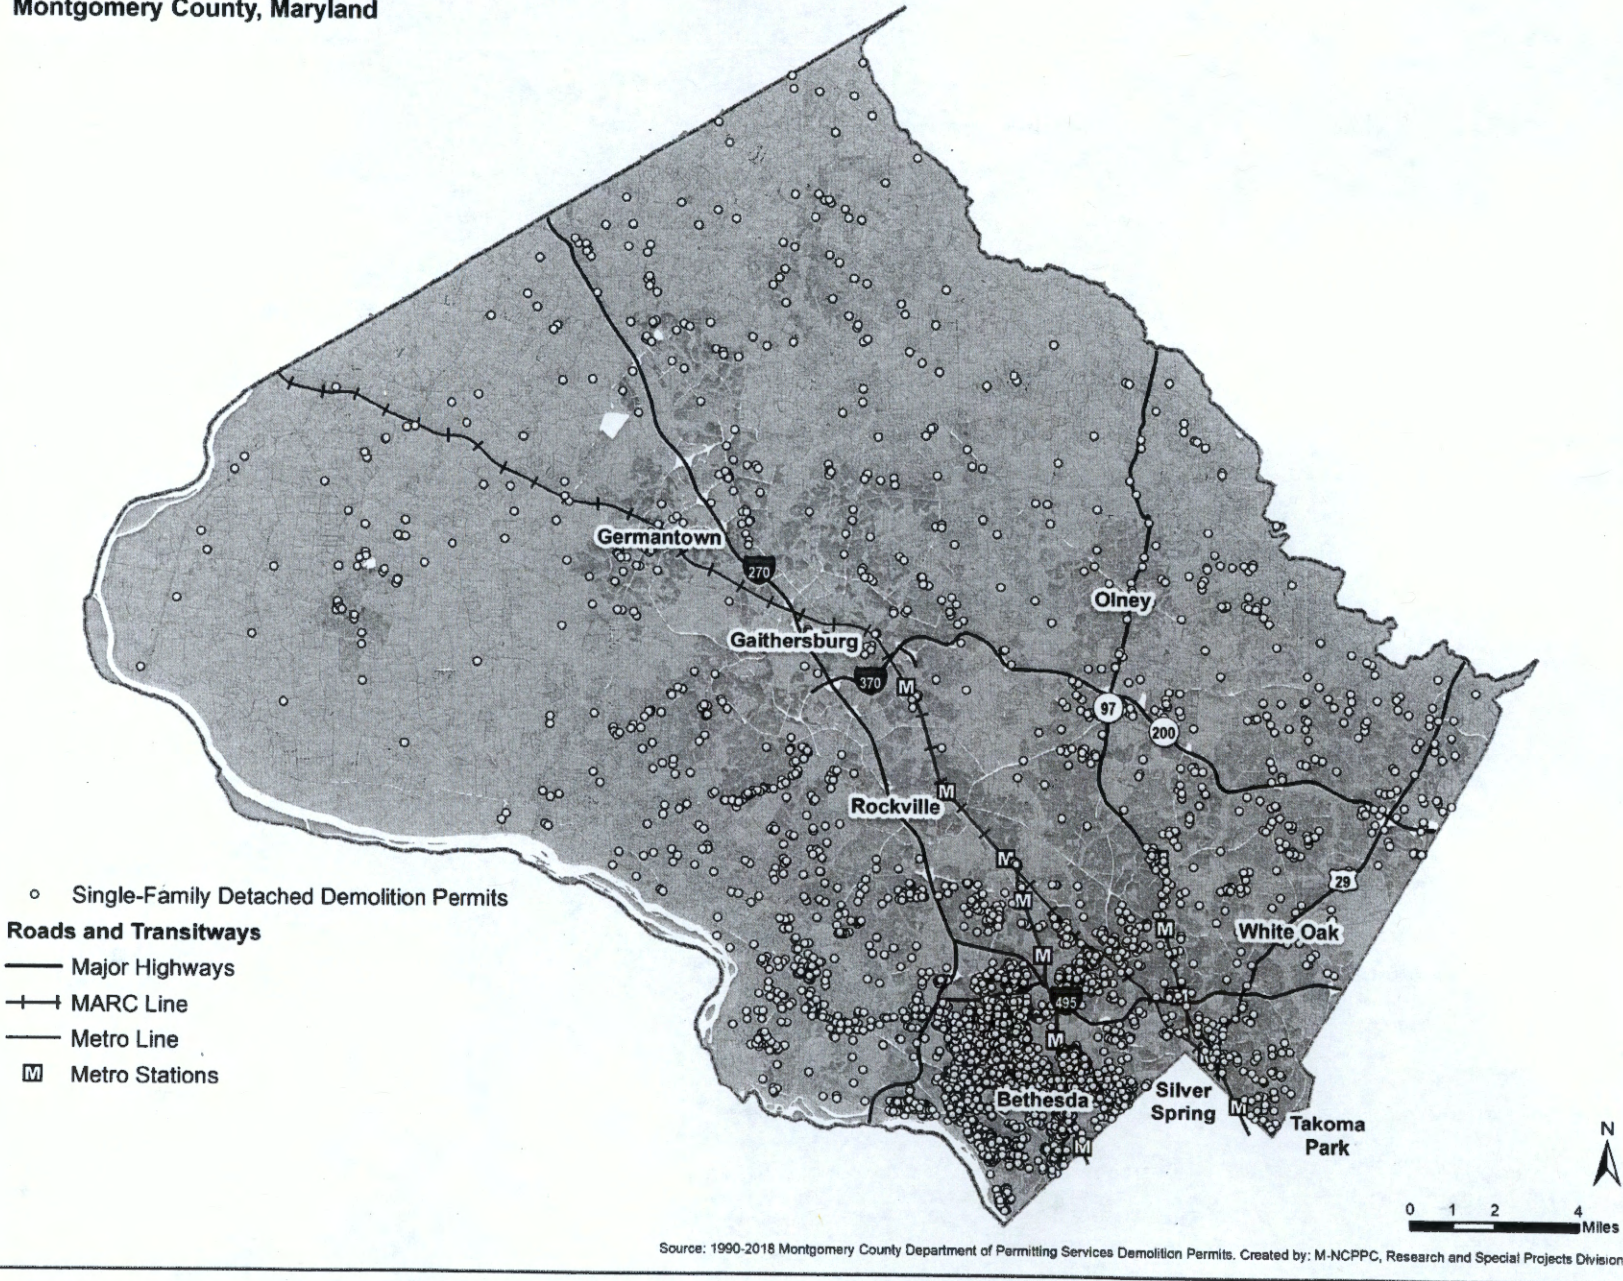 Montgomery County, Maryland
Germantown
270
Olney
Gaithersburg
370
M
97
200
Rockville
M
M
M
29
White Oak
M
M
495
M
M
M
Bethesda
Silver
Spring
M
Takoma
Park
M
Single-Family Detached Demolition Permits
Roads and Transitways
Major Highways
MARC Line
Metro Line
M Metro Stations
N
0 1 2 4
Miles
Source: 1990-2018 Montgomery County Department of Permitting Services Demolition Permits. Created by: M-NCPPC, Research and Special Projects Division